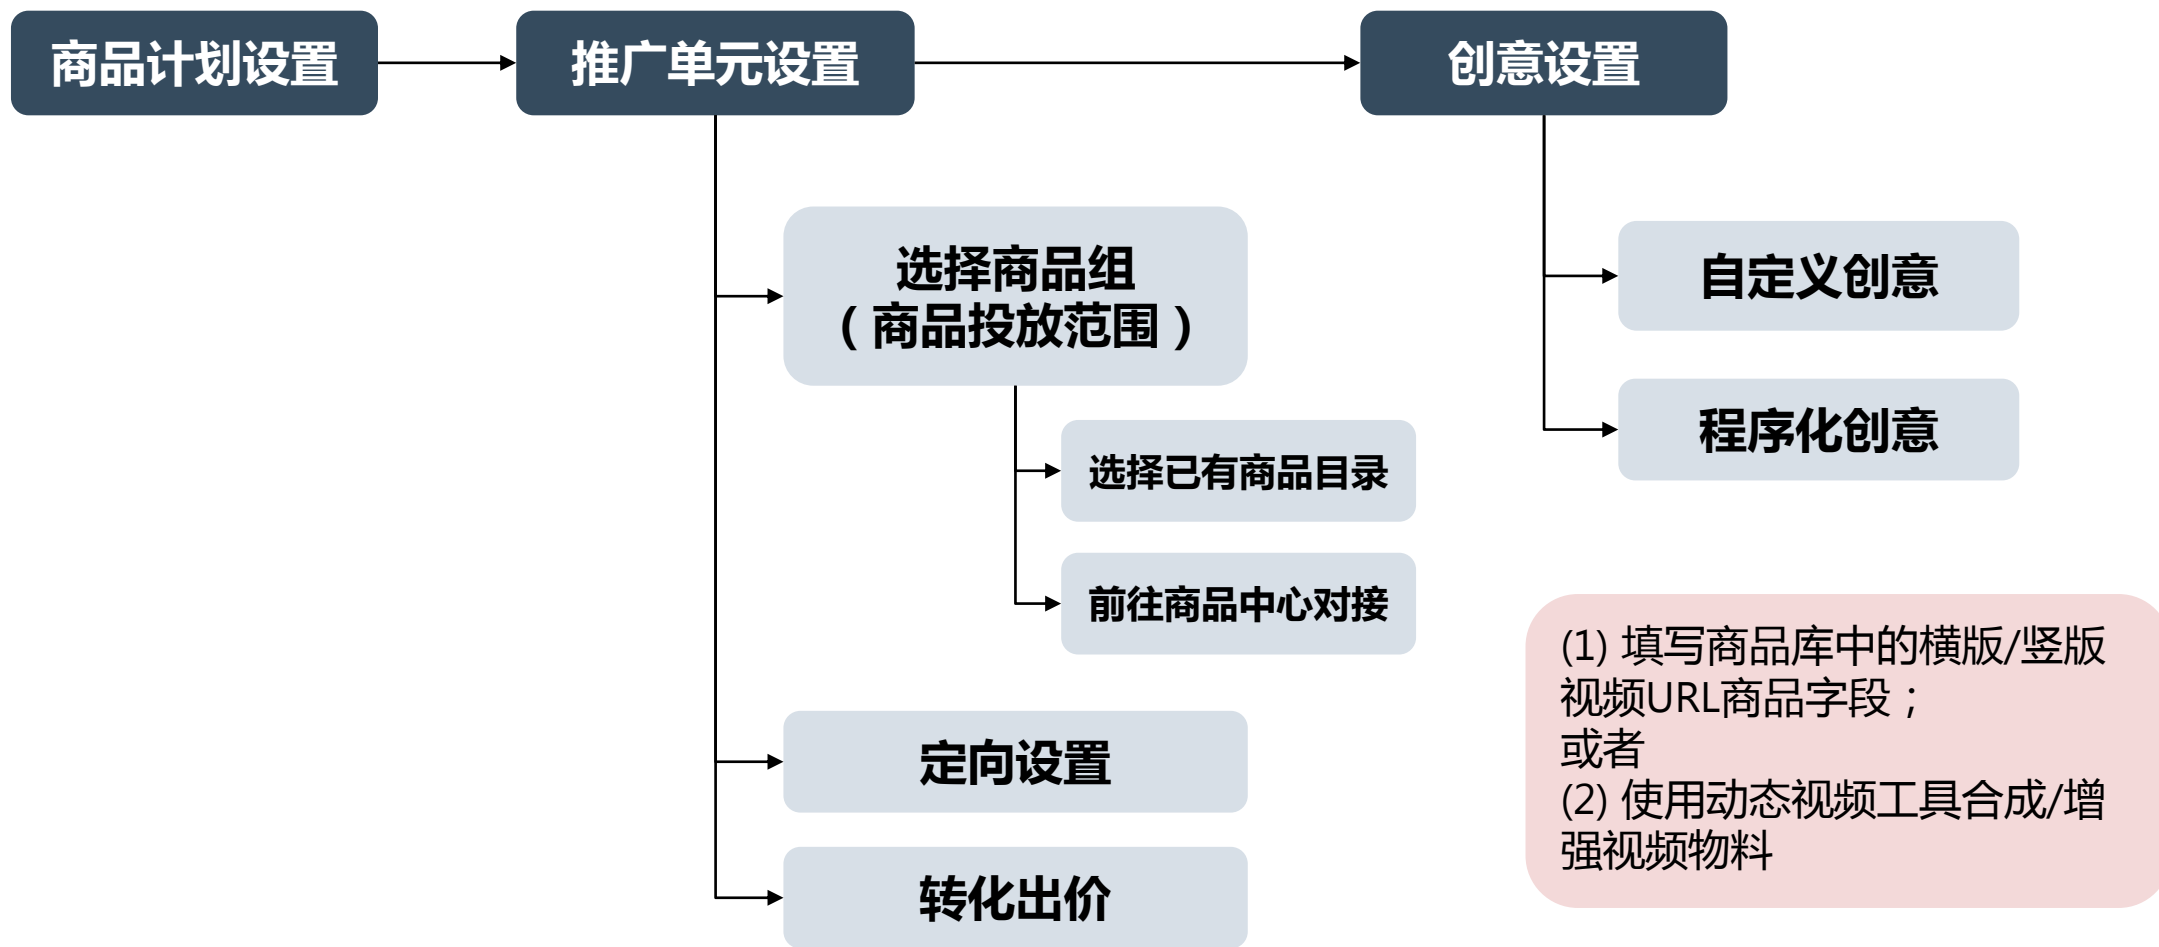 商品计划设置
推广单元设置
创意设置
选择商品组
（商品投放范围）
选择已有商品目录
前往商品中心对接
定向设置
转化出价
自定义创意
程序化创意
(1) 填写商品库中的横版/竖版
视频URL商品字段；
或者
(2) 使用动态视频工具合成/增
强视频物料